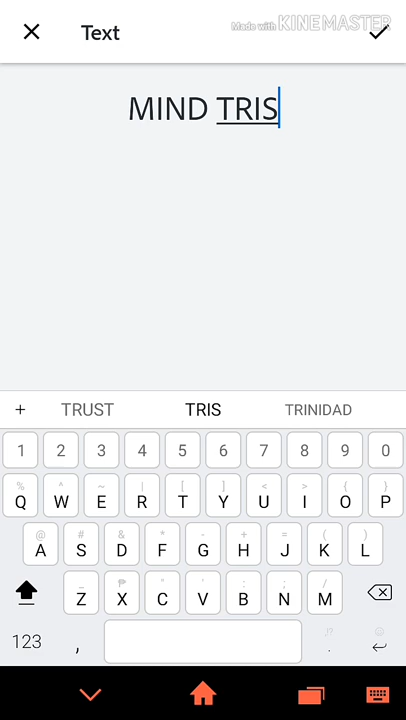 Text
Made with KINEMASTER
MIND TRIS
+ TRUST TRIS TRINIDAD
1 2 3 4 5 6 7 8 9 0
% ^ ~ | [ ] < > { }
Q W E R T Y U I O P
@ # & * - + = ( )
A S D F G H J K L
_ ₱ " ' : ; /
Z X C V B N M
!?
123 , .